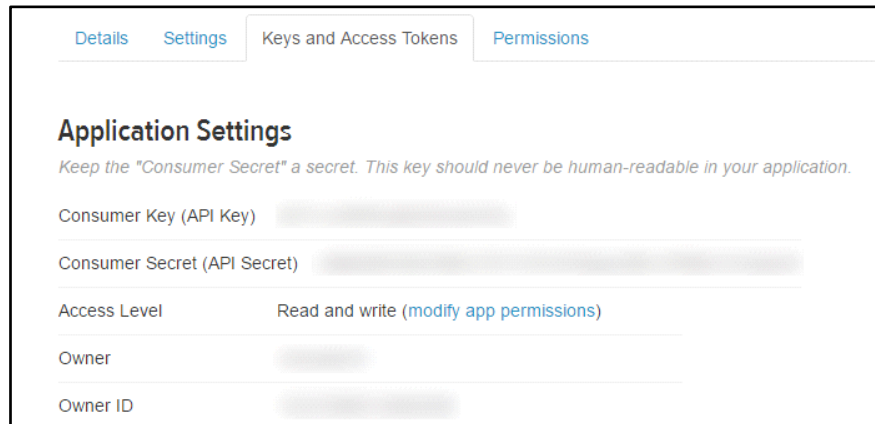 Details Settings Keys and Access Tokens Permissions
Application Settings
Keep the "Consumer Secret" a secret. This key should never be human-readable in your application.
Consumer Key (API Key)
Consumer Secret (API Secret)
Access Level Read and write (modify app permissions)
Owner
Owner ID